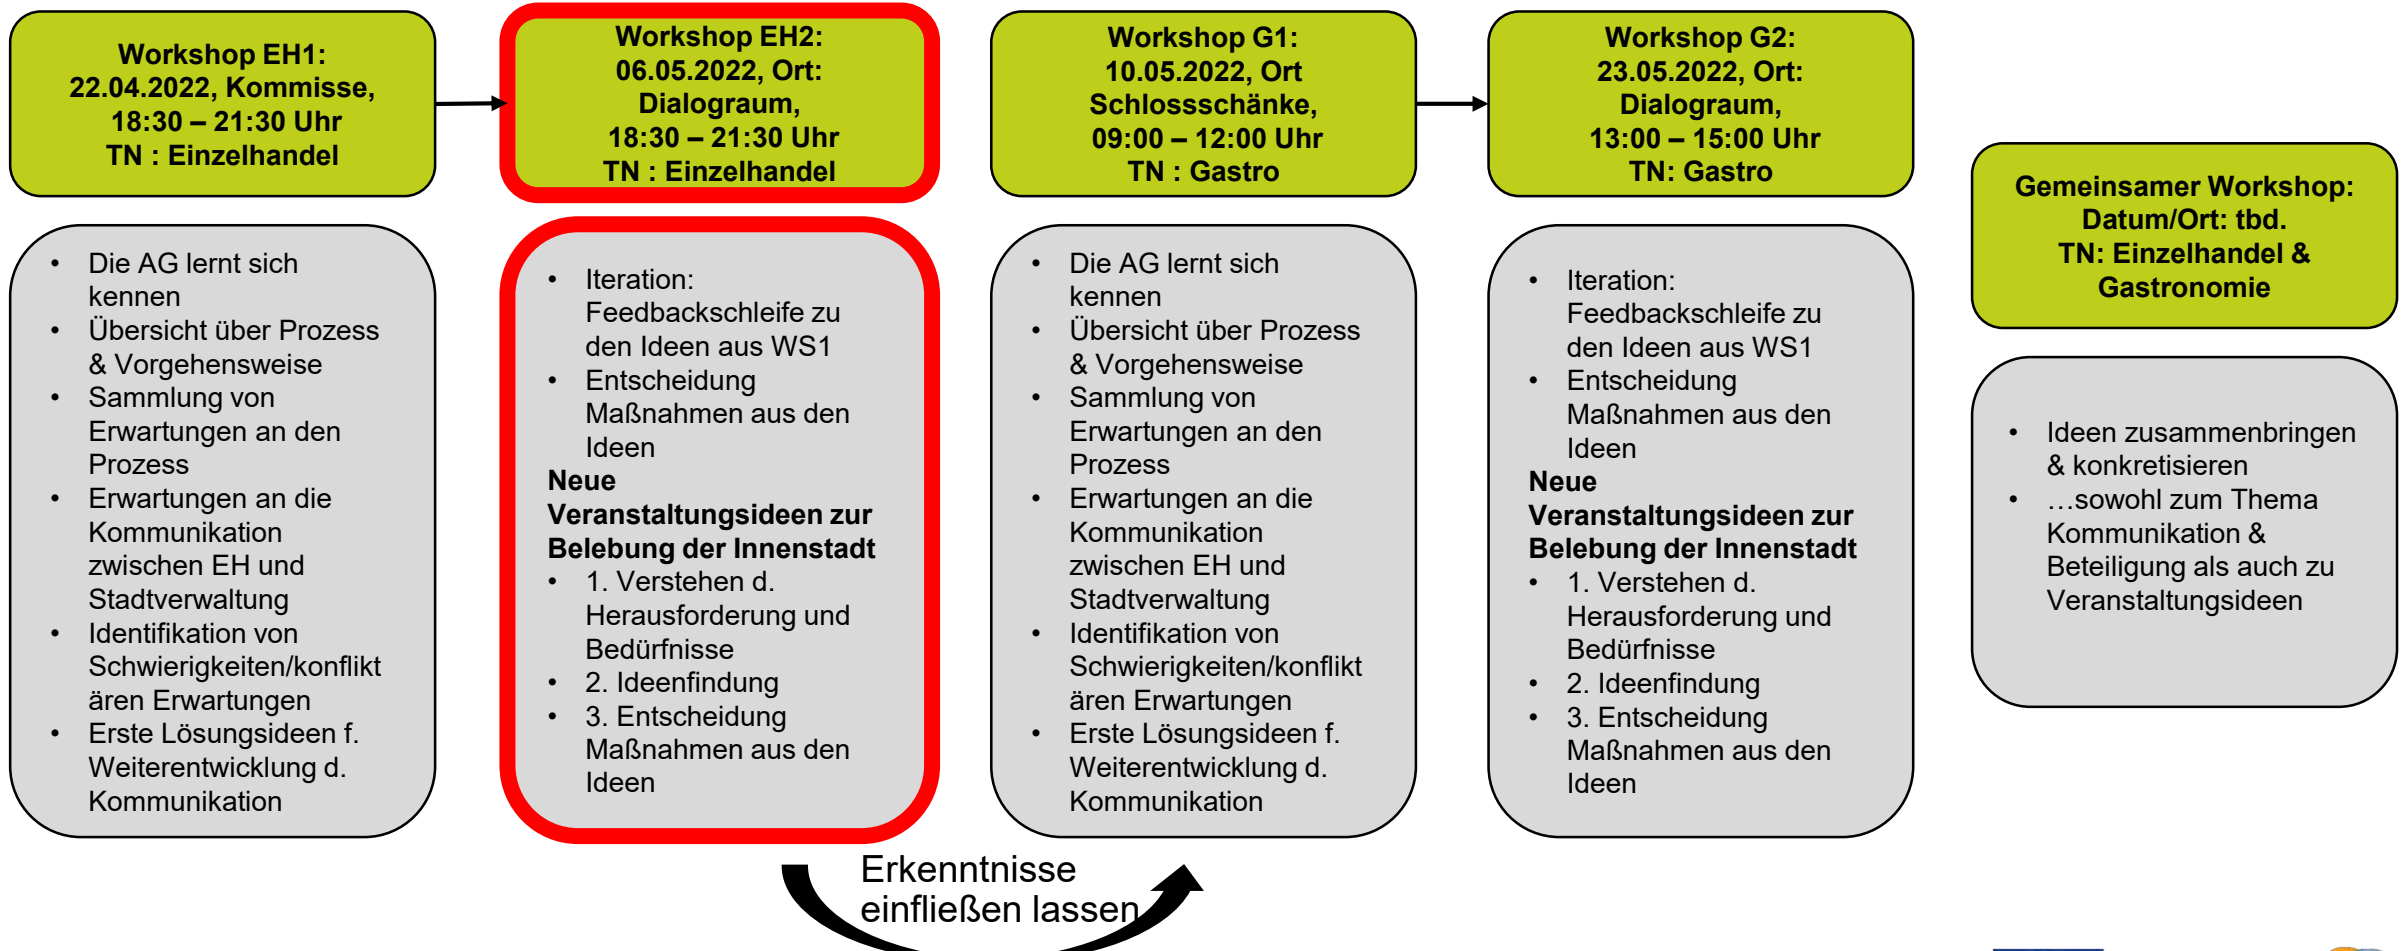 Workshop EH1:
22.04.2022, Kommisse,
18:30 – 21:30 Uhr
TN : Einzelhandel
Workshop EH2:
06.05.2022, Ort:
Dialograum,
18:30 – 21:30 Uhr
TN : Einzelhandel
Workshop G1:
10.05.2022, Ort
Schlossschänke,
09:00 – 12:00 Uhr
TN : Gastro
Workshop G2:
23.05.2022, Ort:
Dialograum,
13:00 – 15:00 Uhr
TN: Gastro
Gemeinsamer Workshop:
Datum/Ort: tbd.
TN: Einzelhandel &
Gastronomie
• Die AG lernt sich
kennen
• Übersicht über Prozess
& Vorgehensweise
• Sammlung von
Erwartungen an den
Prozess
• Erwartungen an die
Kommunikation
zwischen EH und
Stadtverwaltung
• Identifikation von
Schwierigkeiten/konflikt
ären Erwartungen
• Erste Lösungsideen f.
Weiterentwicklung d.
Kommunikation
• Iteration:
Feedbackschleife zu
den Ideen aus WS1
• Entscheidung
Maßnahmen aus den
Ideen
Neue
Veranstaltungsideen zur
Belebung der Innenstadt
• 1. Verstehen d.
Herausforderung und
Bedürfnisse
• 2. Ideenfindung
• 3. Entscheidung
Maßnahmen aus den
Ideen
• Die AG lernt sich
kennen
• Übersicht über Prozess
& Vorgehensweise
• Sammlung von
Erwartungen an den
Prozess
• Erwartungen an die
Kommunikation
zwischen EH und
Stadtverwaltung
• Identifikation von
Schwierigkeiten/konflikt
ären Erwartungen
• Erste Lösungsideen f.
Weiterentwicklung d.
Kommunikation
• Iteration:
Feedbackschleife zu
den Ideen aus WS1
• Entscheidung
Maßnahmen aus den
Ideen
Neue
Veranstaltungsideen zur
Belebung der Innenstadt
• 1. Verstehen d.
Herausforderung und
Bedürfnisse
• 2. Ideenfindung
• 3. Entscheidung
Maßnahmen aus den
Ideen
• Ideen zusammenbringen
& konkretisieren
• …sowohl zum Thema
Kommunikation &
Beteiligung als auch zu
Veranstaltungsideen
Erkenntnisse
einfließen lassen